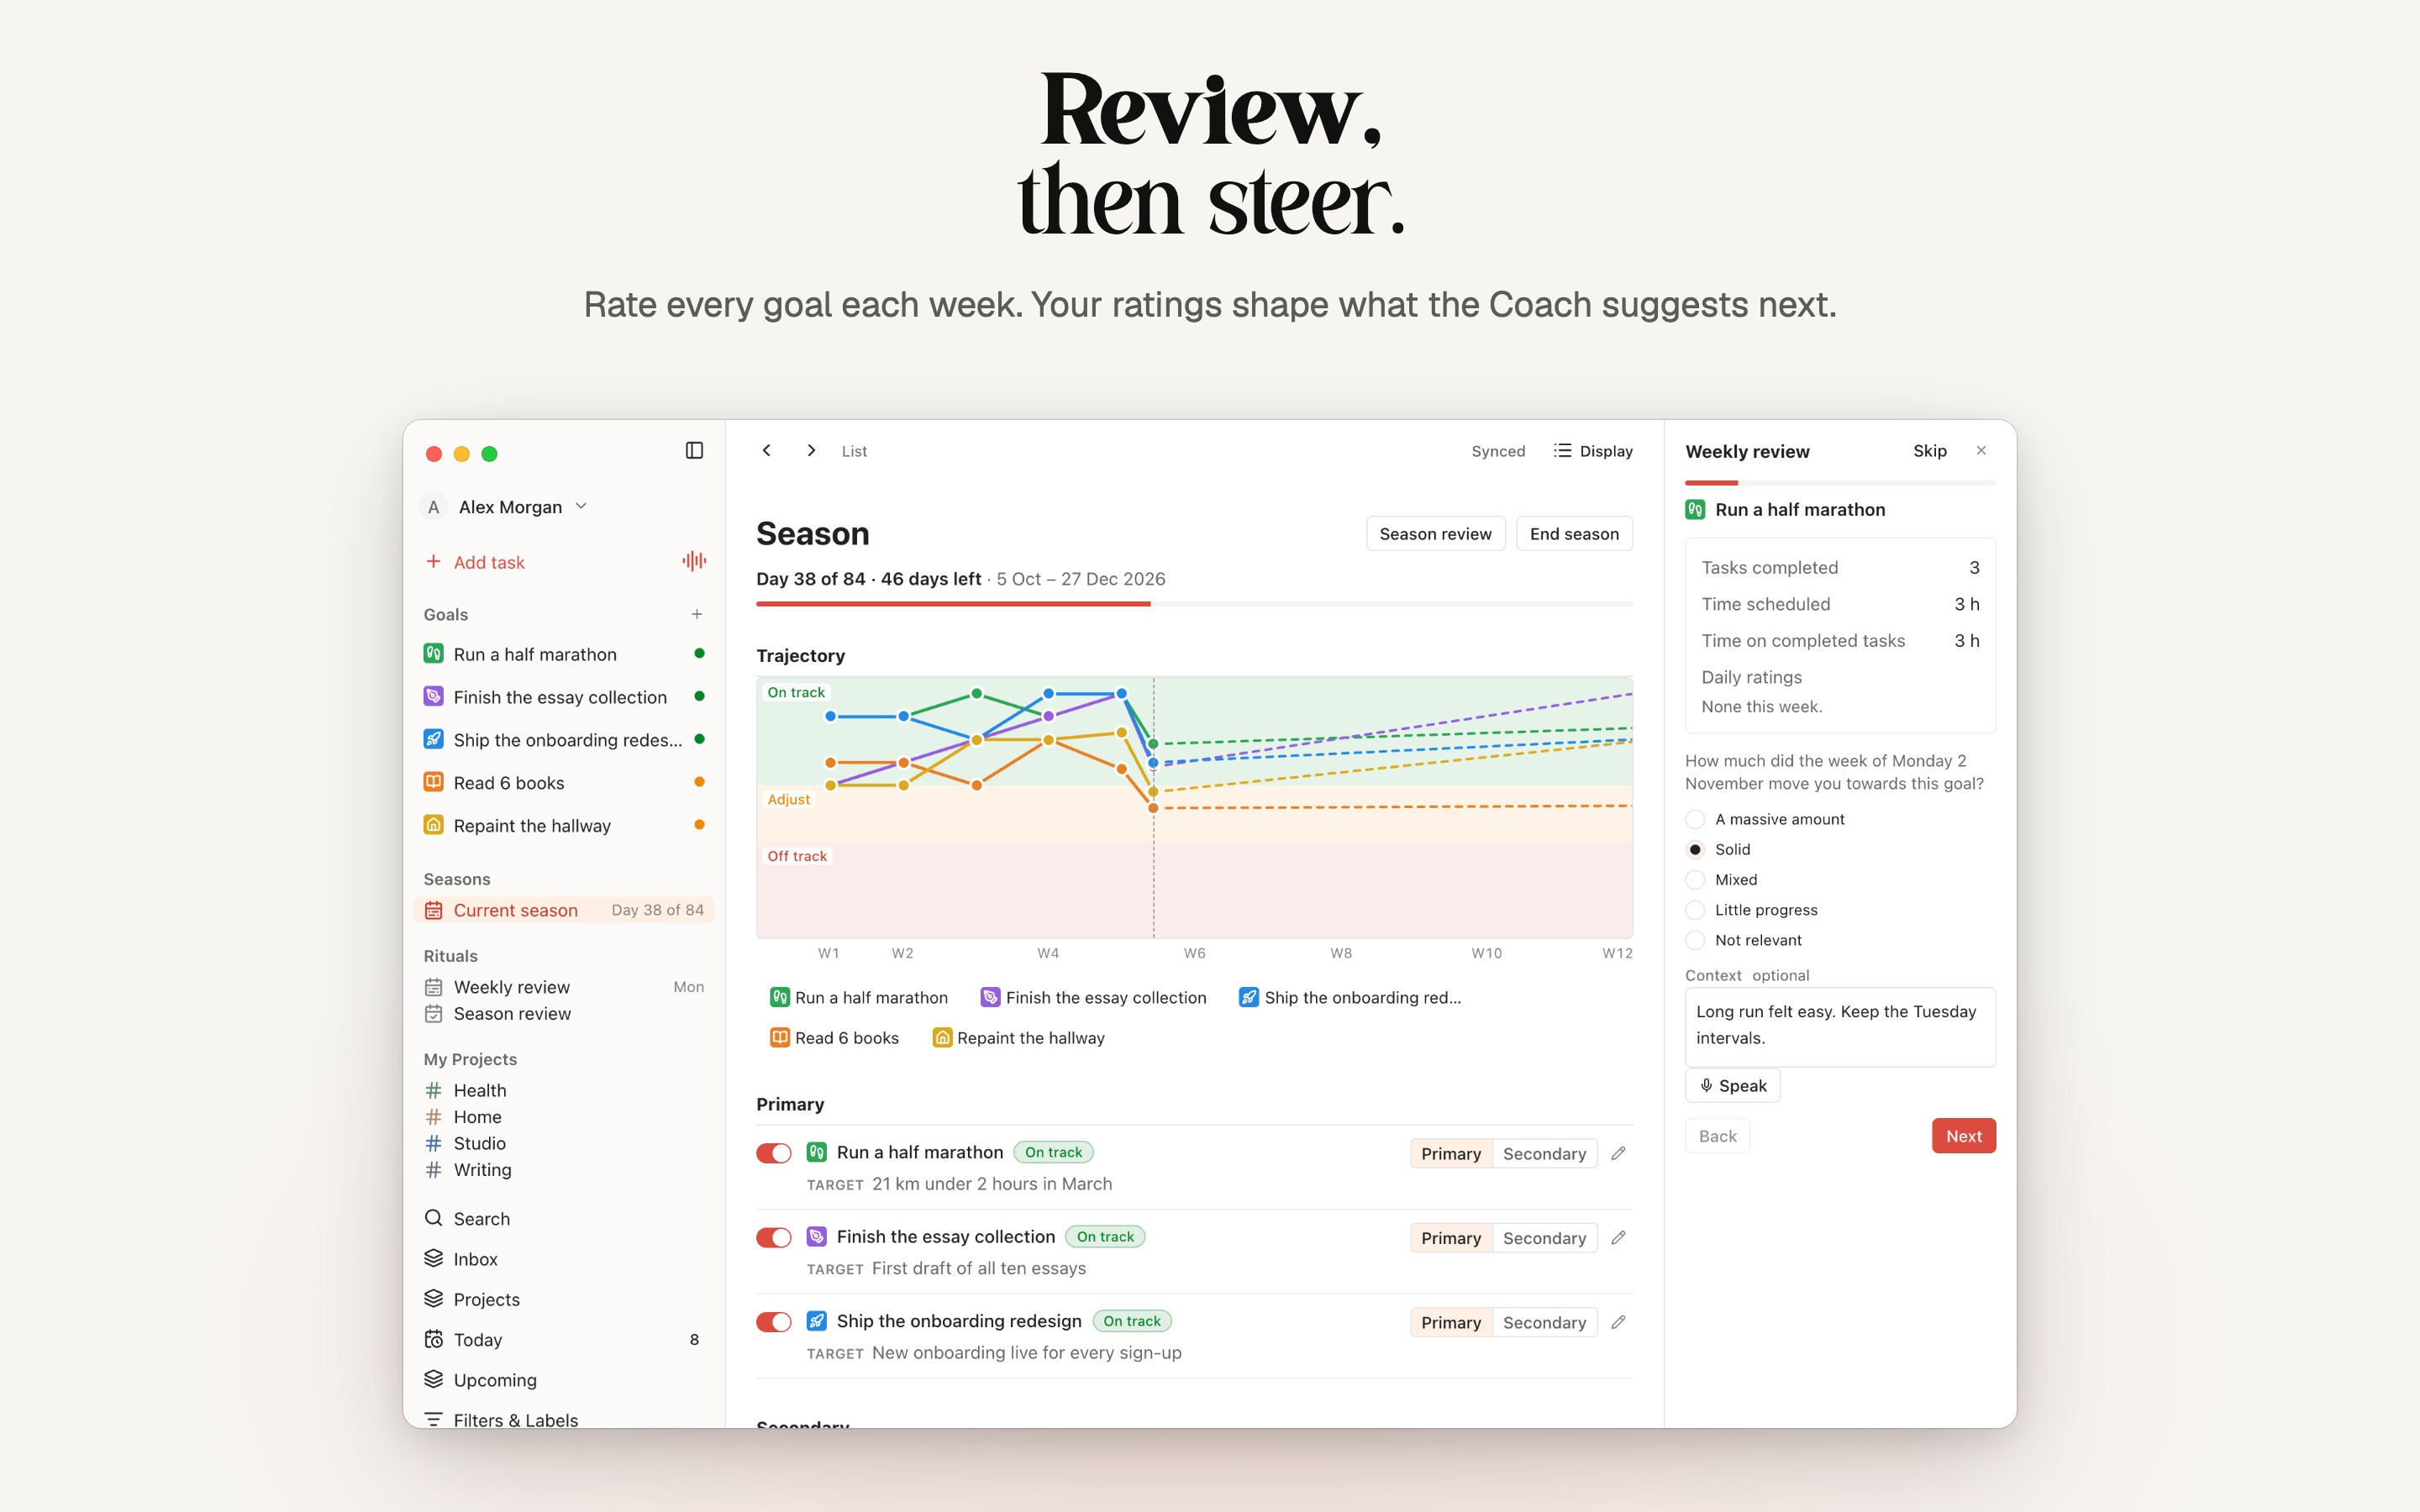 Review,
then steer.
Rate every goal each week. Your ratings shape what the Coach suggests next.
A Alex Morgan
Add task
Goals
Run a half marathon
Finish the essay collection
Ship the onboarding redes...
Read 6 books
Repaint the hallway
Seasons
Current season Day 38 of 84
Rituals
Weekly review Mon
Season review
My Projects
# Health
# Home
# Studio
# Writing
Search
Inbox
Projects
Today 8
Upcoming
Filters & Labels
List Synced Display
Season Season review End season
Day 38 of 84 · 46 days left · 5 Oct – 27 Dec 2026
Trajectory
On track
Adjust
Off track
W1 W2 W4 W6 W8 W10 W12
Run a half marathon Finish the essay collection Ship the onboarding red...
Read 6 books Repaint the hallway
Primary
Run a half marathon On track Primary Secondary
TARGET 21 km under 2 hours in March
Finish the essay collection On track Primary Secondary
TARGET First draft of all ten essays
Ship the onboarding redesign On track Primary Secondary
TARGET New onboarding live for every sign-up
Secondary
Weekly review Skip
Run a half marathon
Tasks completed 3
Time scheduled 3 h
Time on completed tasks 3 h
Daily ratings
None this week.
How much did the week of Monday 2
November move you towards this goal?
A massive amount
Solid
Mixed
Little progress
Not relevant
Context optional
Long run felt easy. Keep the Tuesday
intervals.
Speak
Back Next